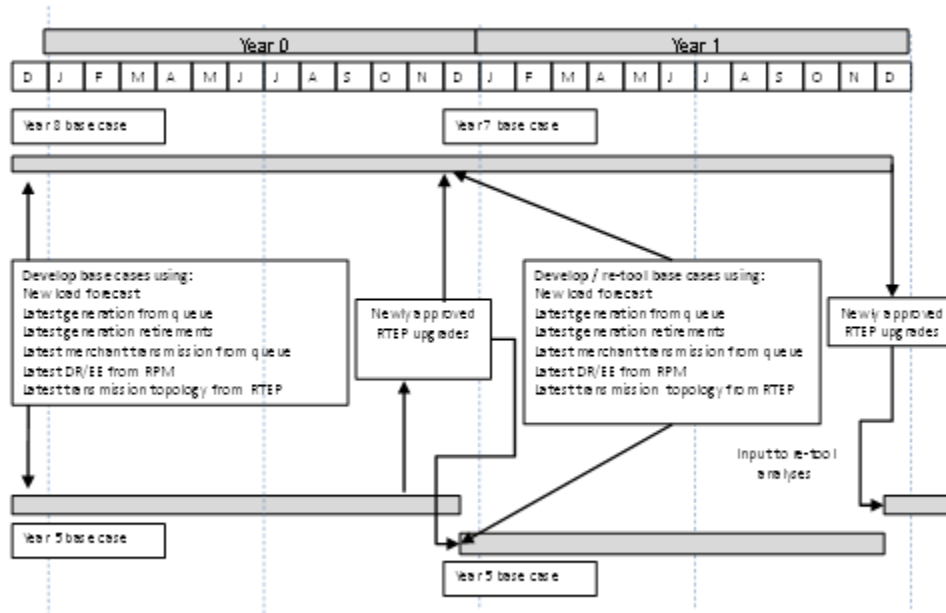 Year 0 Year 1
D J F M A M J J A S O N D J F M A M J J A S O N D
Year 8 base case Year 7 base case
Develop base cases using:
New load forecast
Latest generation from queue
Latest generation retirements
Latest merchant transmission from queue
Latest DR/EE from RPM
Latest transmission topology from RTEP
Newly approved
RTEP upgrades
Develop / re-tool base cases using:
New load forecast
Latest generation from queue
Latest generation retirements
Latest merchant transmission from queue
Latest DR/EE from RPM
Latest transmission topology from RTEP
Newly approved
RTEP upgrades
Input to re-tool
analyses
Year 5 base case
Year 5 base case